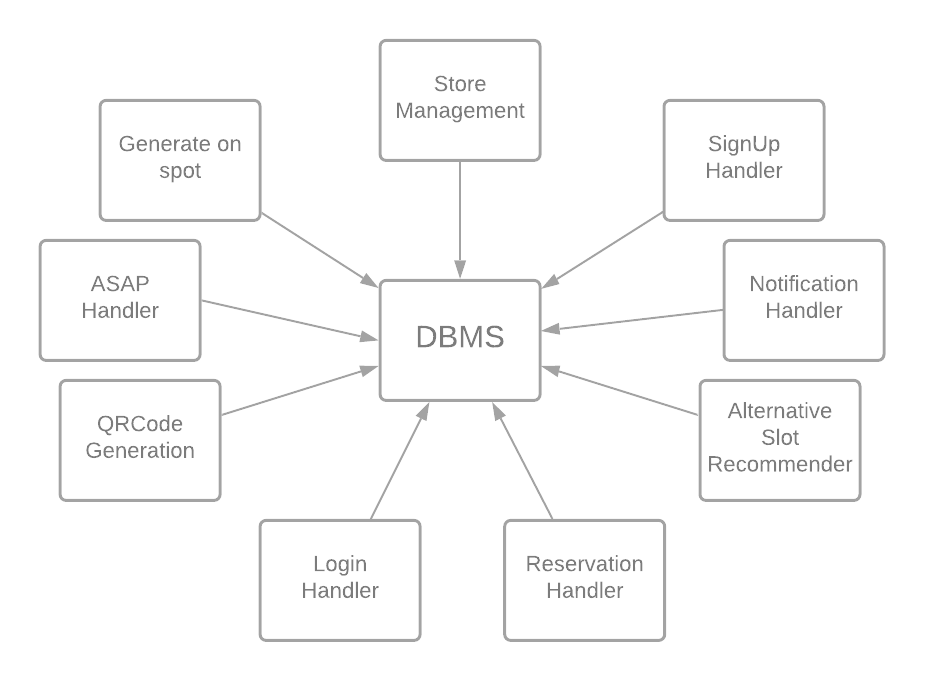 Store
Management
Generate on
spot
SignUp
Handler
ASAP
Handler
Notification
Handler
DBMS
QRCode
Generation
Alternative
Slot
Recommender
Login
Handler
Reservation
Handler